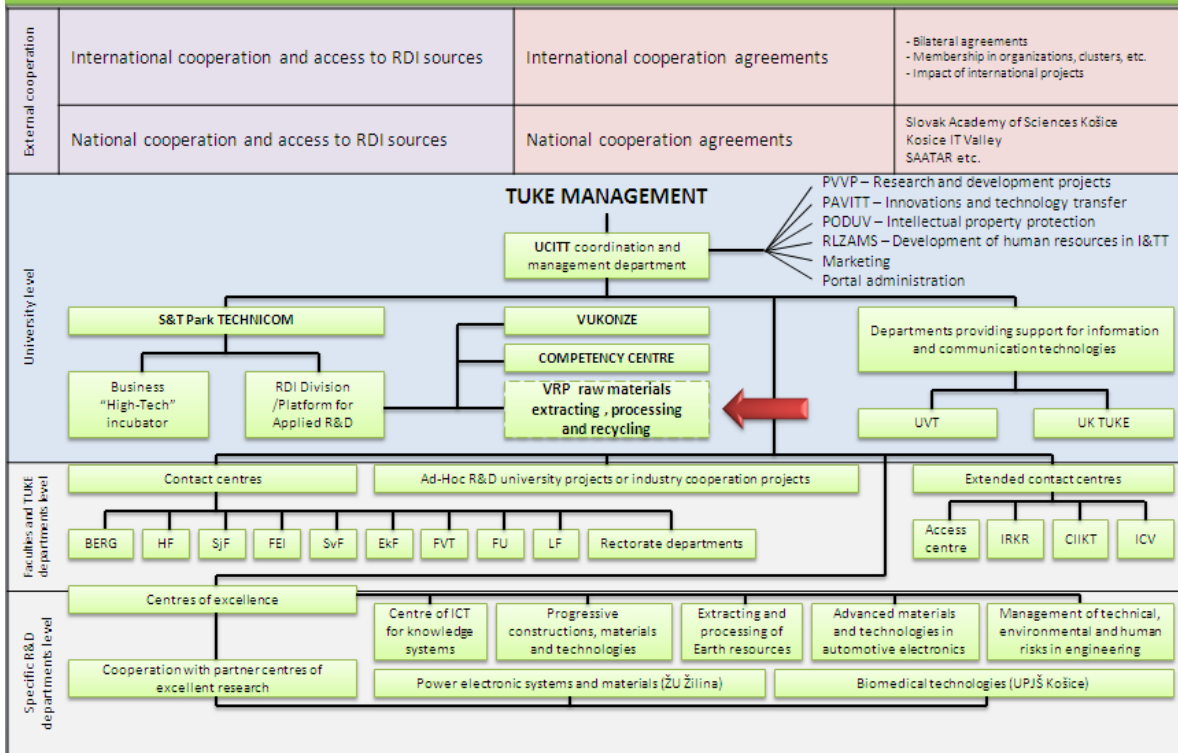 External cooperation
International cooperation and access to RDI sources
International cooperation agreements
- Bilateral agreements
- Membership in organizations, clusters, etc.
- Impact of international projects
National cooperation and access to RDI sources
National cooperation agreements
Slovak Academy of Sciences Košice
Kosice IT Valley
SAATAR etc.
University level
TUKE MANAGEMENT
UCITT coordination and
management department
PVVP – Research and development projects
PAVITT – Innovations and technology transfer
PODUV – Intellectual property protection
RLZAMS – Development of human resources in I&TT
Marketing
Portal administration
S&T Park TECHNICOM
Business
"High-Tech"
incubator
RDI Division
/Platform for
Applied R&D
VUKONZE
COMPETENCY CENTRE
VRP raw materials
extracting , processing
and recycling
Departments providing support for information
and communication technologies
UVT
UK TUKE
Faculties and TUKE
departments level
Contact centres
Ad-Hoc R&D university projects or industry cooperation projects
Extended contact centres
BERG
HF
SjF
FEI
SvF
EkF
FVT
FU
LF
Rectorate departments
Access
centre
IRKR
CIIKT
ICV
Specific R&D
departments level
Centres of excellence
Centre of ICT
for knowledge
systems
Progressive
constructions, materials
and technologies
Extracting and
processing of
Earth resources
Advanced materials
and technologies in
automotive electronics
Management of technical,
environmental and human
risks in engineering
Cooperation with partner centres of
excellent research
Power electronic systems and materials (ŽU Žilina)
Biomedical technologies (UPJŠ Košice)